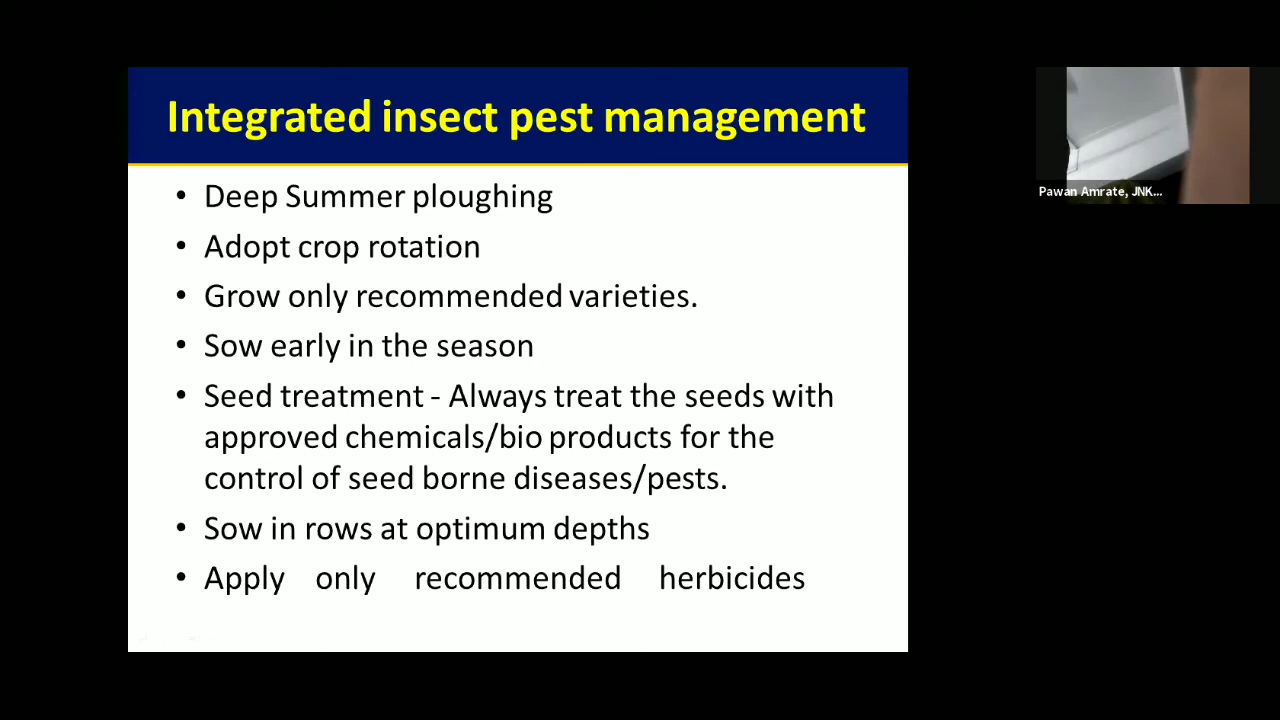 Integrated insect pest management
• Deep Summer ploughing
• Adopt crop rotation
• Grow only recommended varieties.
• Sow early in the season
• Seed treatment - Always treat the seeds with
approved chemicals/bio products for the
control of seed borne diseases/pests.
• Sow in rows at optimum depths
• Apply only recommended herbicides
Pawan Amrate, JNK...